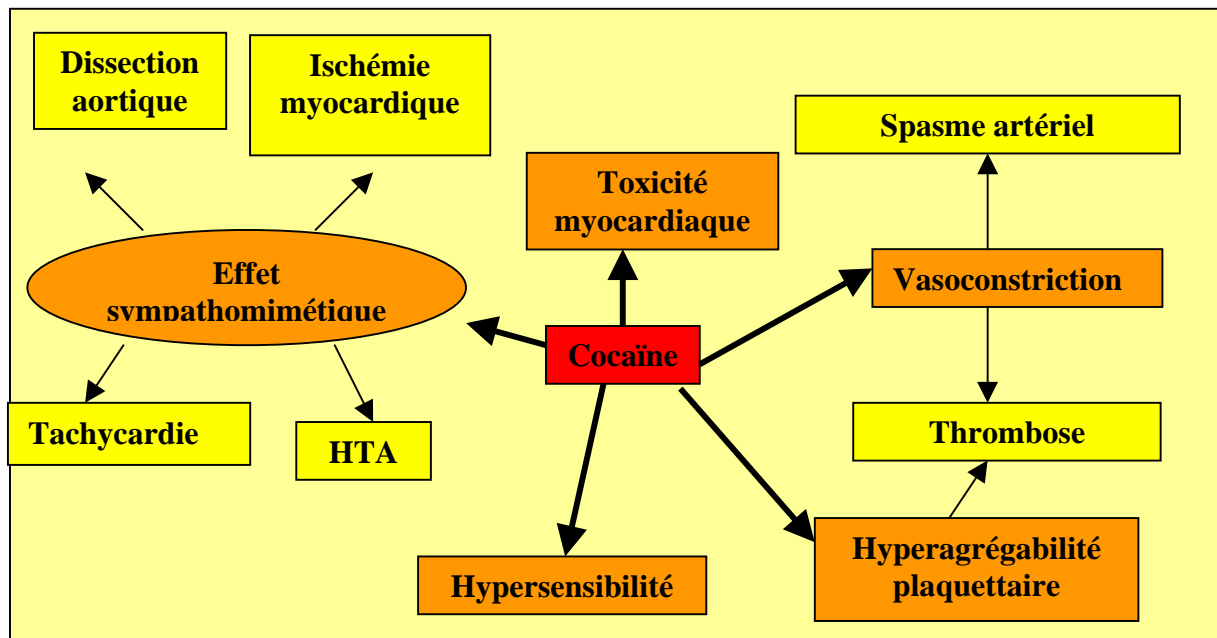 Dissection
aortique
Ischémie
myocardique
Spasme artériel
Toxicité
myocardiaque
Effet
sympathomimétique
Vasoconstriction
Cocaïne
Tachycardie
HTA
Thrombose
Hypersensibilité
Hyperagrégabilité
plaquettaire